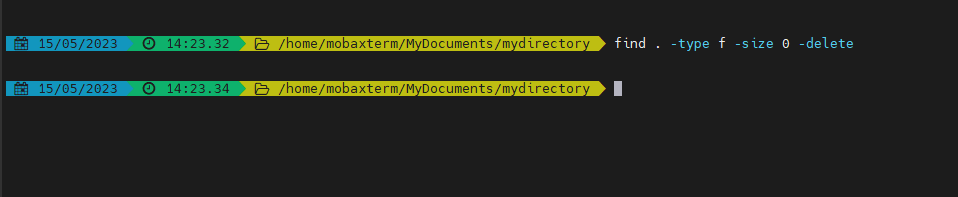 15/05/2023 14:23.32 /home/mobaxterm/MyDocuments/mydirectory find . -type f -size 0 -delete
15/05/2023 14:23.34 /home/mobaxterm/MyDocuments/mydirectory